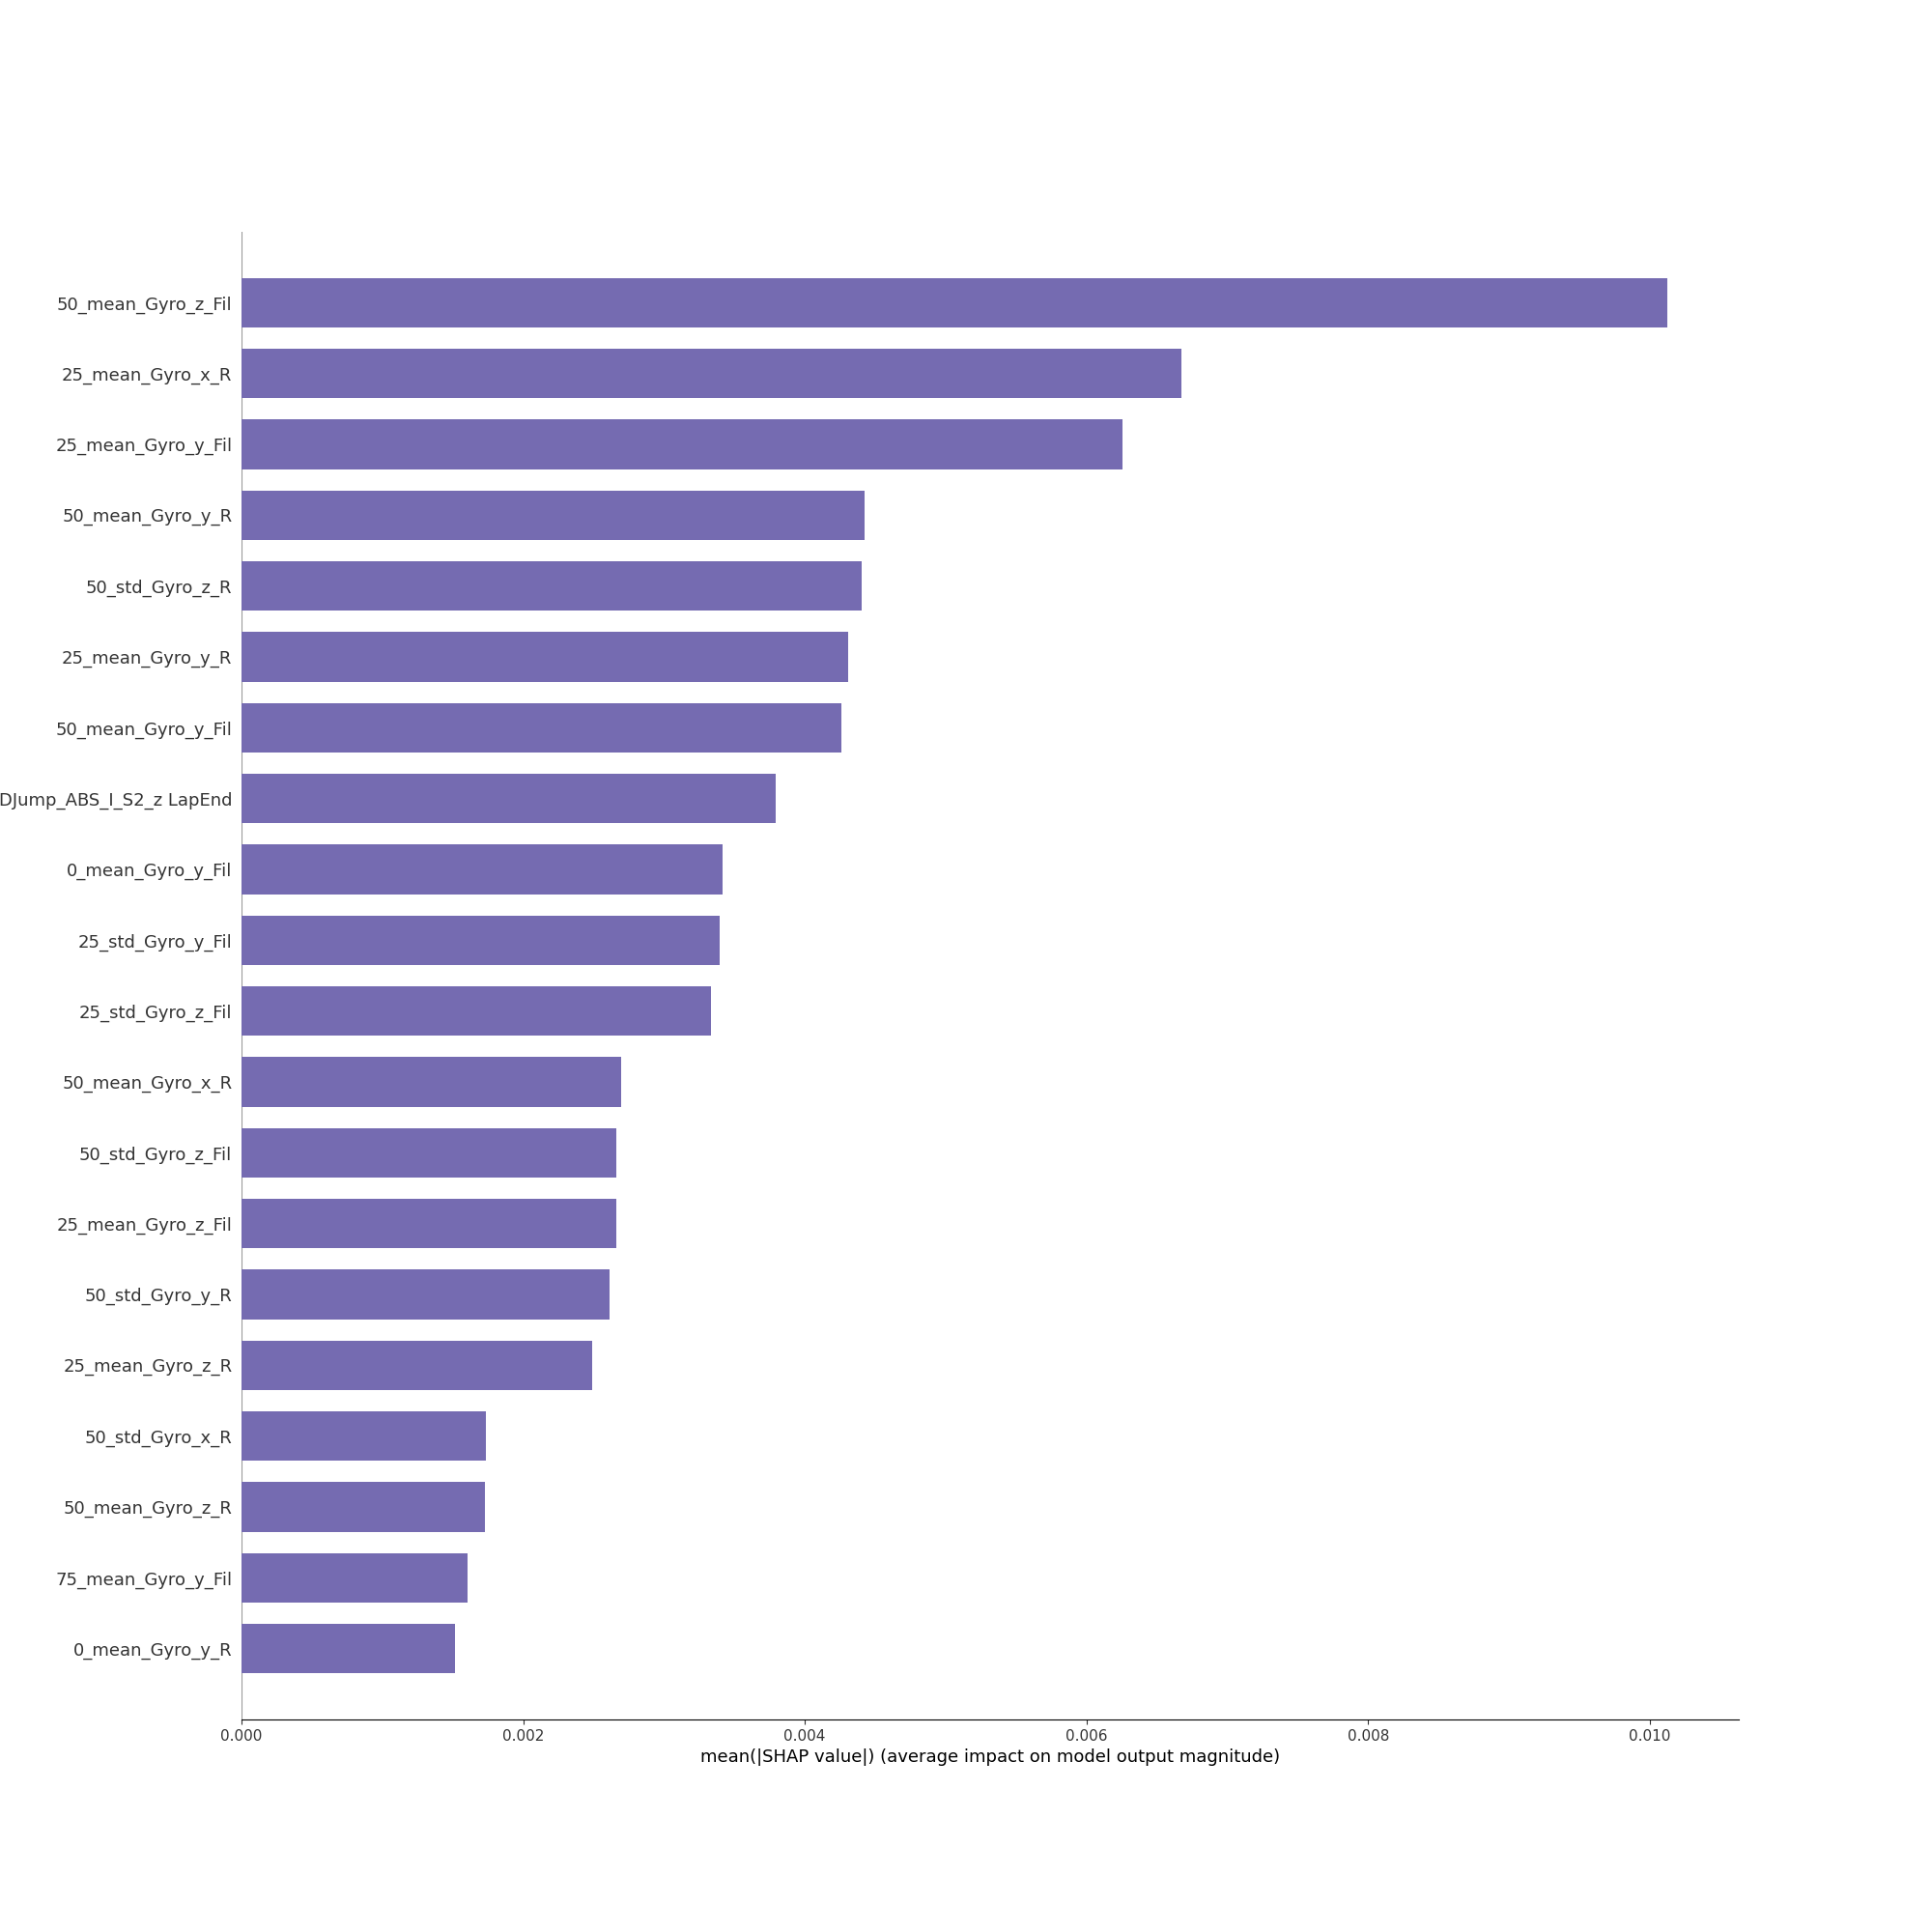 50_mean_Gyro_z_Fil
25_mean_Gyro_x_R
25_mean_Gyro_y_Fil
50_mean_Gyro_y_R
50_std_Gyro_z_R
25_mean_Gyro_y_R
50_mean_Gyro_y_Fil
DJump_ABS_I_S2_z LapEnd
0_mean_Gyro_y_Fil
25_std_Gyro_y_Fil
25_std_Gyro_z_Fil
50_mean_Gyro_x_R
50_std_Gyro_z_Fil
25_mean_Gyro_z_Fil
50_std_Gyro_y_R
25_mean_Gyro_z_R
50_std_Gyro_x_R
50_mean_Gyro_z_R
75_mean_Gyro_y_Fil
0_mean_Gyro_y_R
0.000 0.002 0.004 0.006 0.008 0.010
mean(|SHAP value|) (average impact on model output magnitude)